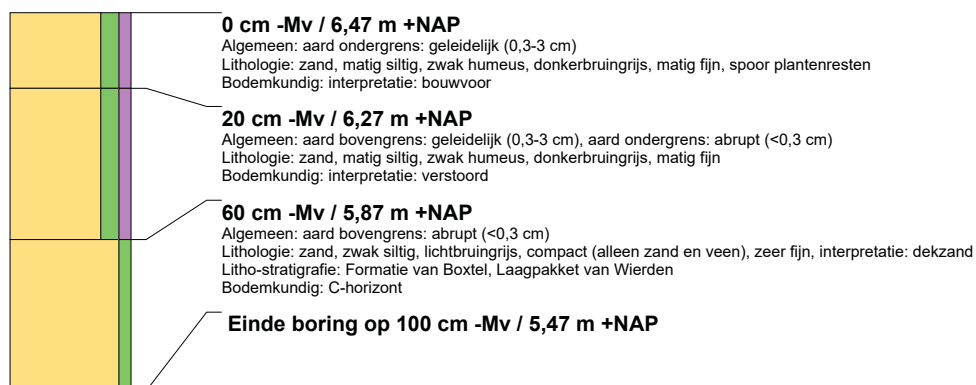 0 cm -Mv / 6,47 m +NAP
Algemeen: aard ondergrens: geleidelijk (0,3-3 cm)
Lithologie: zand, matig siltig, zwak humeus, donkerbruingrijs, matig fijn, spoor plantenresten
Bodemkundig: interpretatie: bouwvoor
20 cm -Mv / 6,27 m +NAP
Algemeen: aard bovengrens: geleidelijk (0,3-3 cm), aard ondergrens: abrupt (<0,3 cm)
Lithologie: zand, matig siltig, zwak humeus, donkerbruingrijs, matig fijn
Bodemkundig: interpretatie: verstoord
60 cm -Mv / 5,87 m +NAP
Algemeen: aard bovengrens: abrupt (<0,3 cm)
Lithologie: zand, zwak siltig, lichtbruingrijs, compact (alleen zand en veen), zeer fijn, interpretatie: dekzand
Litho-stratigrafie: Formatie van Boxtel, Laagpakket van Wierden
Bodemkundig: C-horizont
Einde boring op 100 cm -Mv / 5,47 m +NAP